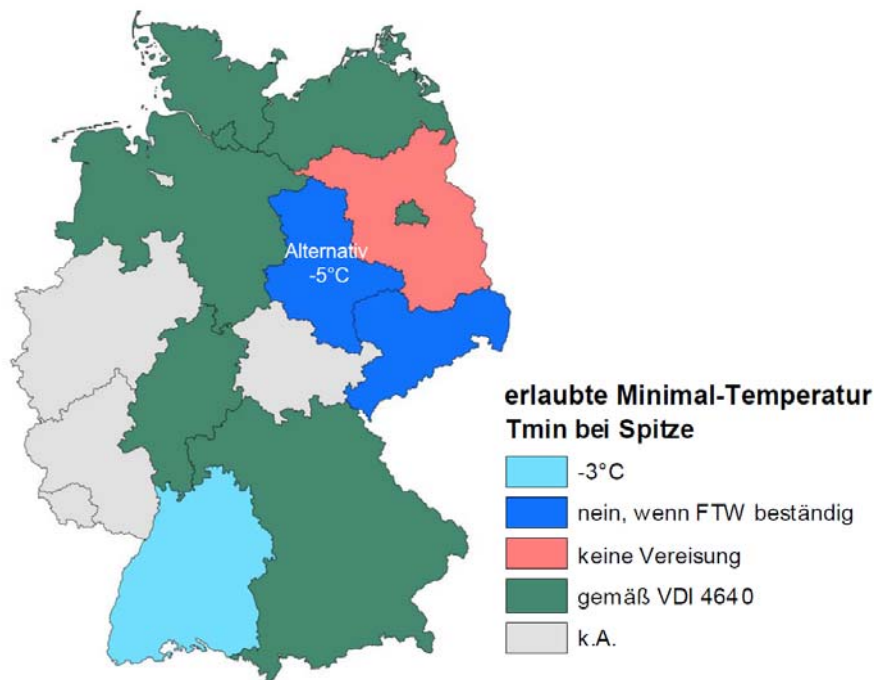 Alternativ
-5°C
erlaubte Minimal-Temperatur
Tmin bei Spitze
-3°C
nein, wenn FTW beständig
keine Vereisung
gemäß VDI 4640
k.A.